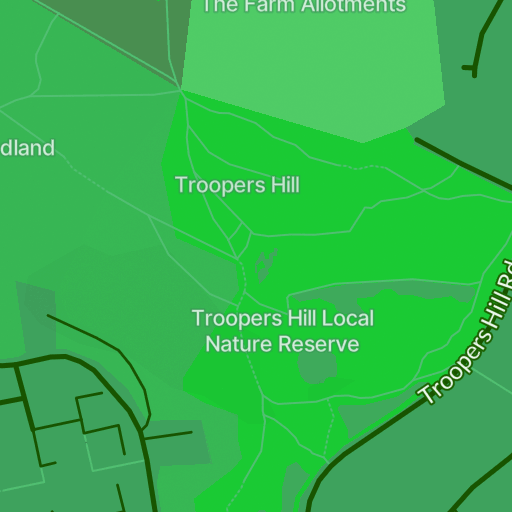 The Farm Allotments
dland
Troopers Hill
Troopers Hill Local
Nature Reserve
Troopers Hill Rd